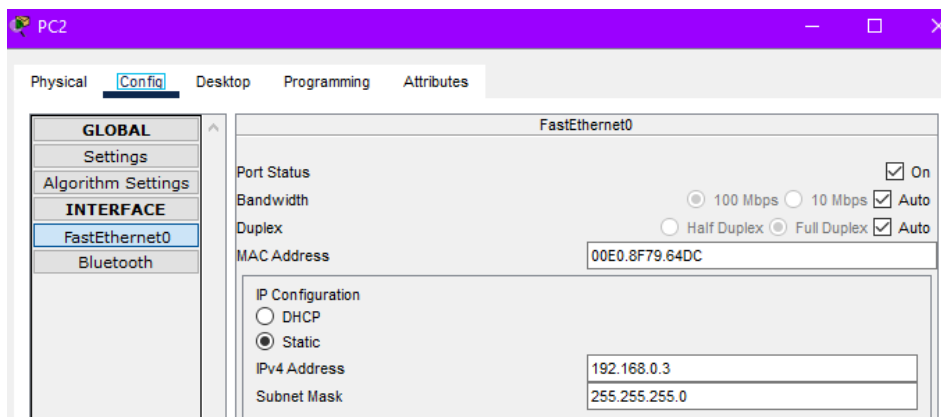 PC2
Physical Config Desktop Programming Attributes
GLOBAL
Settings
Algorithm Settings
INTERFACE
FastEthernet0
Bluetooth
FastEthernet0
Port Status On
Bandwidth 100 Mbps 10 Mbps Auto
Duplex Half Duplex Full Duplex Auto
MAC Address 00E0.8F79.64DC
IP Configuration
DHCP
Static
IPv4 Address 192.168.0.3
Subnet Mask 255.255.255.0